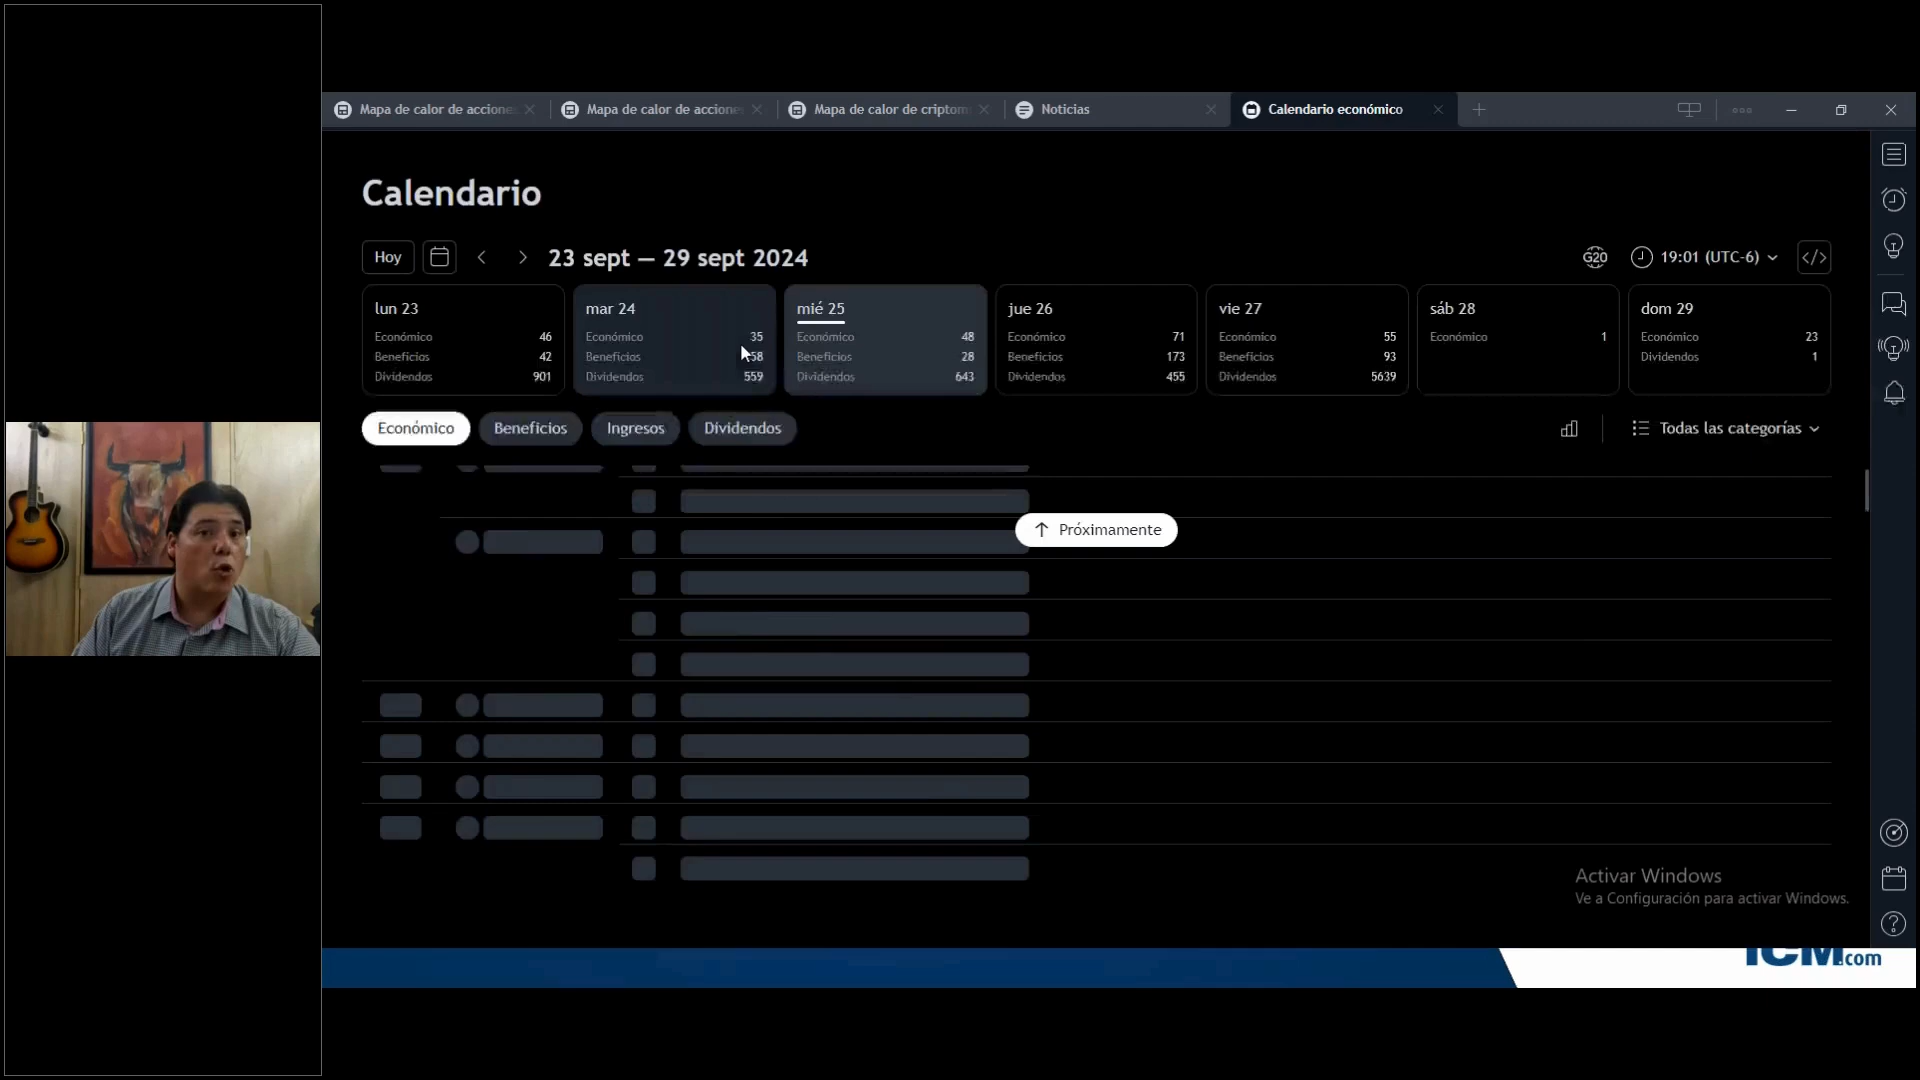 Mapa de calor de accione
Mapa de calor de accione
Mapa de calor de criptom
Noticias
Calendario económico
Calendario
Hoy
23 sept — 29 sept 2024
G20
19:01 (UTC-6)
lun 23
Económico 46
Beneficios 42
Dividendos 901
mar 24
Económico 35
Beneficios 58
Dividendos 559
mié 25
Económico 48
Beneficios 28
Dividendos 643
jue 26
Económico 71
Beneficios 173
Dividendos 455
vie 27
Económico 55
Beneficios 93
Dividendos 5639
sáb 28
Económico 1
dom 29
Económico 23
Dividendos 1
Económico
Beneficios
Ingresos
Dividendos
Todas las categorías
Próximamente
Activar Windows
Ve a Configuración para activar Windows.
ICM.com